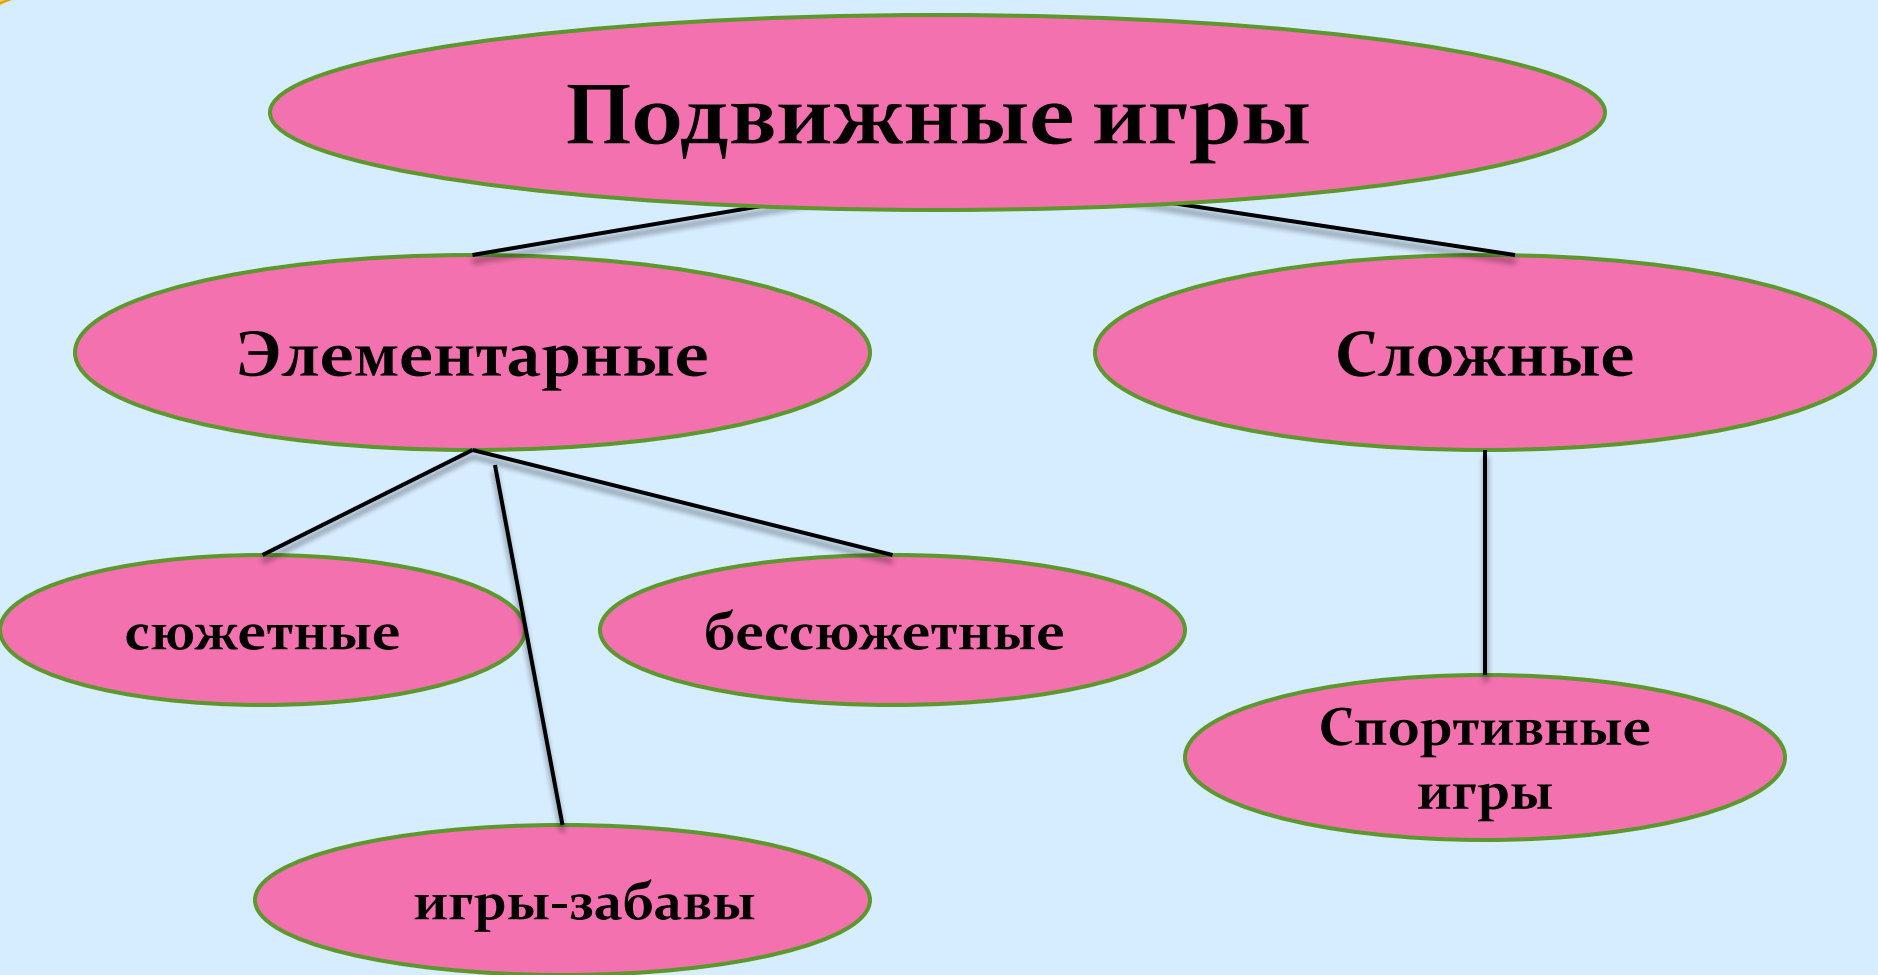 Подвижные игры
Элементарные
Сложные
сюжетные
бессюжетные
Спортивные
игры
игры-забавы